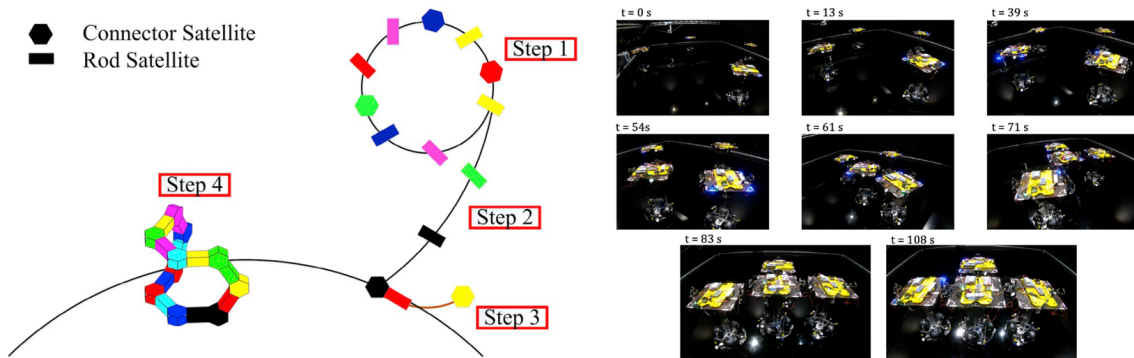 Connector Satellite
Rod Satellite
Step 1
Step 4
Step 2
Step 3
t = 0 s
t = 13 s
t = 39 s
t = 54s
t = 61 s
t = 71 s
t = 83 s
t = 108 s